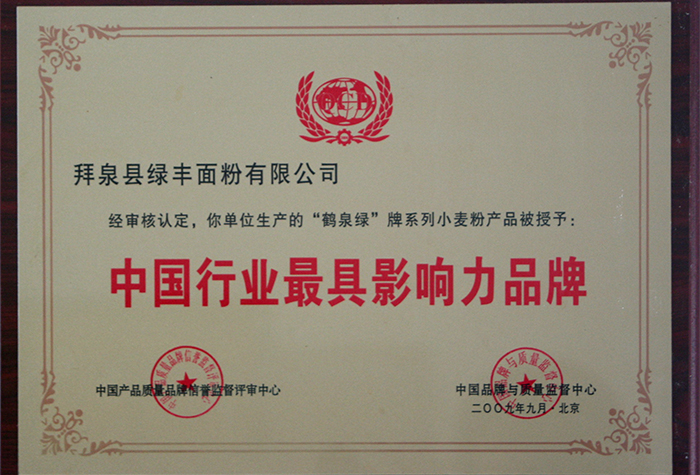 拜泉县绿丰面粉有限公司
经审核认定，你单位生产的“鹤泉绿”牌系列小麦粉产品被授予：
中国行业最具影响力品牌
中国产品质量品牌信誉监督评审中心
中国品牌与质量监督中心
二〇〇九年九月·北京